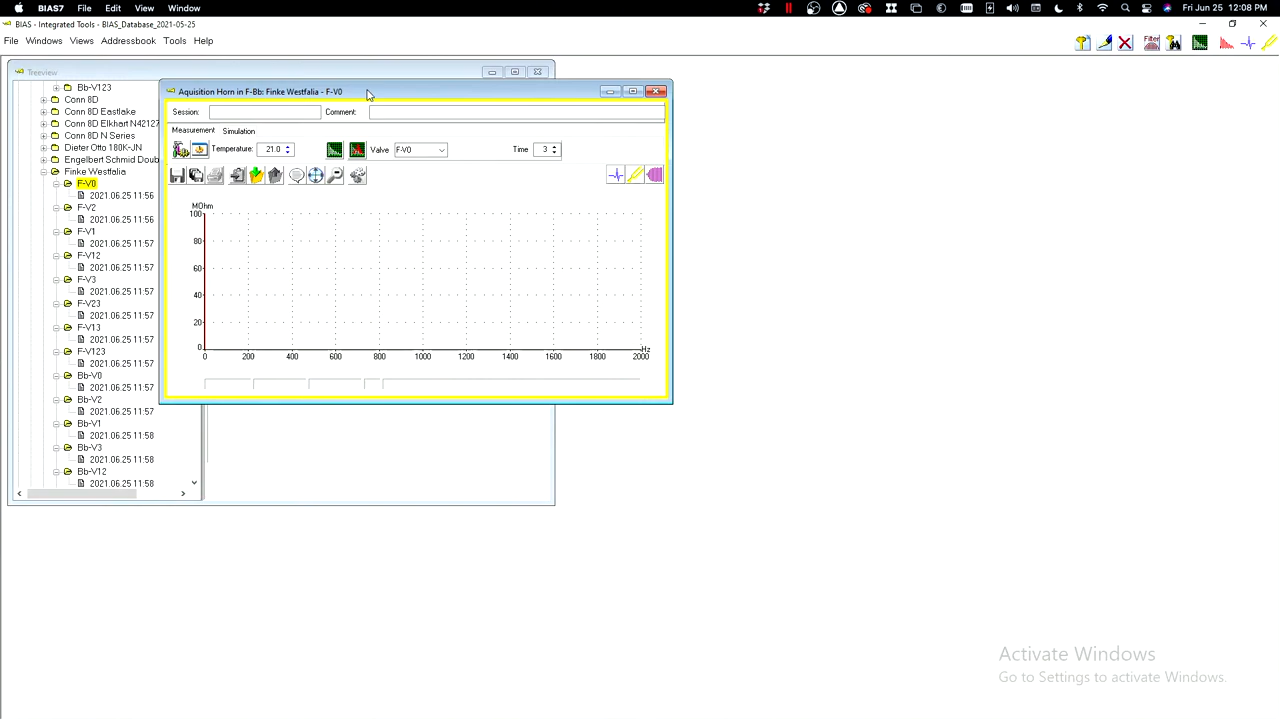 BIAS7 File Edit View Window Fri Jun 25 12:08 PM
BIAS - Integrated Tools - BIAS_Database_2021-05-25
File Windows Views Addressbook Tools Help
Filter
Treeview
Bb-V123
Conn 8D
Conn 8D Eastlake
Conn 8D Elkhart N42127
Conn 8D N Series
Dieter Otto 180K-JN
Engelbert Schmid Doub
Finke Westfalia
F-V0
2021.06.25 11:56
F-V2
2021.06.25 11:56
F-V1
2021.06.25 11:57
F-V12
2021.06.25 11:57
F-V3
2021.06.25 11:57
F-V23
2021.06.25 11:57
F-V13
2021.06.25 11:57
F-V123
2021.06.25 11:57
Bb-V0
2021.06.25 11:57
Bb-V2
2021.06.25 11:57
Bb-V1
2021.06.25 11:58
Bb-V3
2021.06.25 11:58
Bb-V12
2021.06.25 11:58
Aquisition Horn in F-Bb: Finke Westfalia - F-V0
Session: Comment:
Measurement Simulation
Temperature: 21.0 Valve F-V0 Time 3
MOhm
100
80
60
40
20
0
Hz
0 200 400 600 800 1000 1200 1400 1600 1800 2000
Activate Windows
Go to Settings to activate Windows.